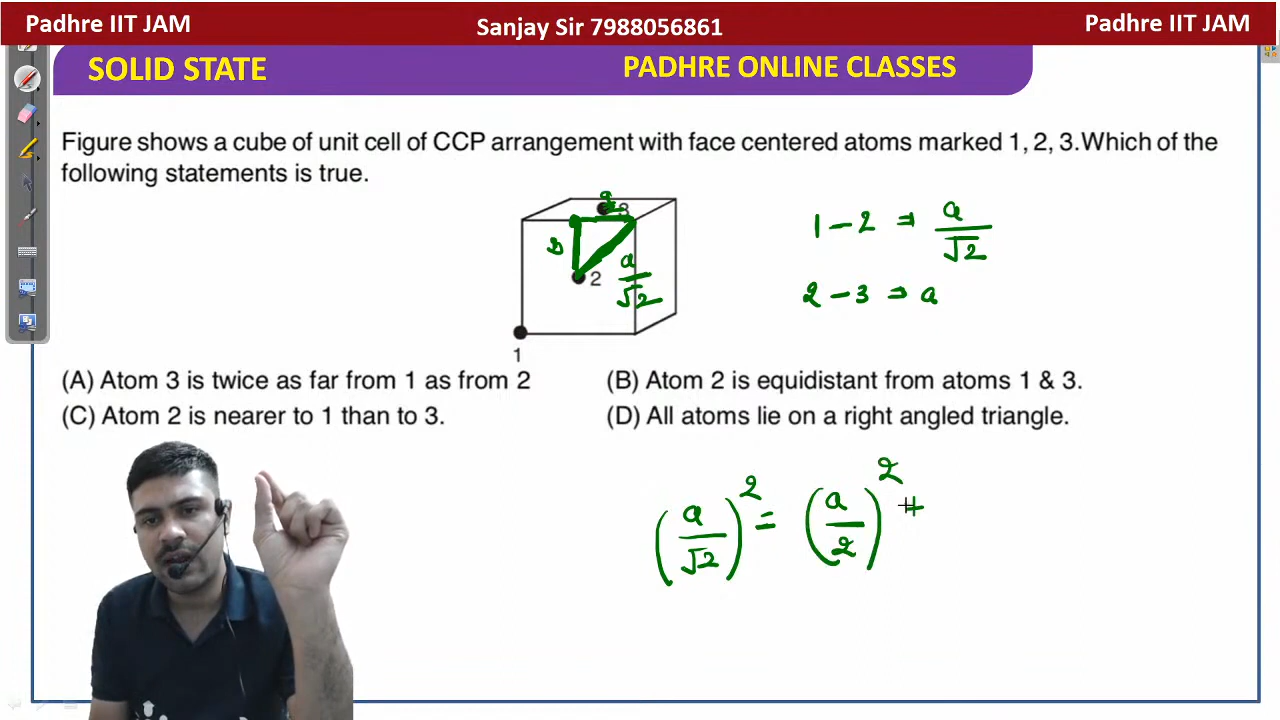 Padhre IIT JAM Sanjay Sir 7988056861 Padhre IIT JAM
SOLID STATE PADHRE ONLINE CLASSES
Figure shows a cube of unit cell of CCP arrangement with face centered atoms marked 1, 2, 3.Which of the
following statements is true.
a/2 3
2
a/√2
1
1 – 2 ⇒ a/√2
2 – 3 ⇒ a
(A) Atom 3 is twice as far from 1 as from 2 (B) Atom 2 is equidistant from atoms 1 & 3.
(C) Atom 2 is nearer to 1 than to 3. (D) All atoms lie on a right angled triangle.
(a/√2)² = (a/2)² +